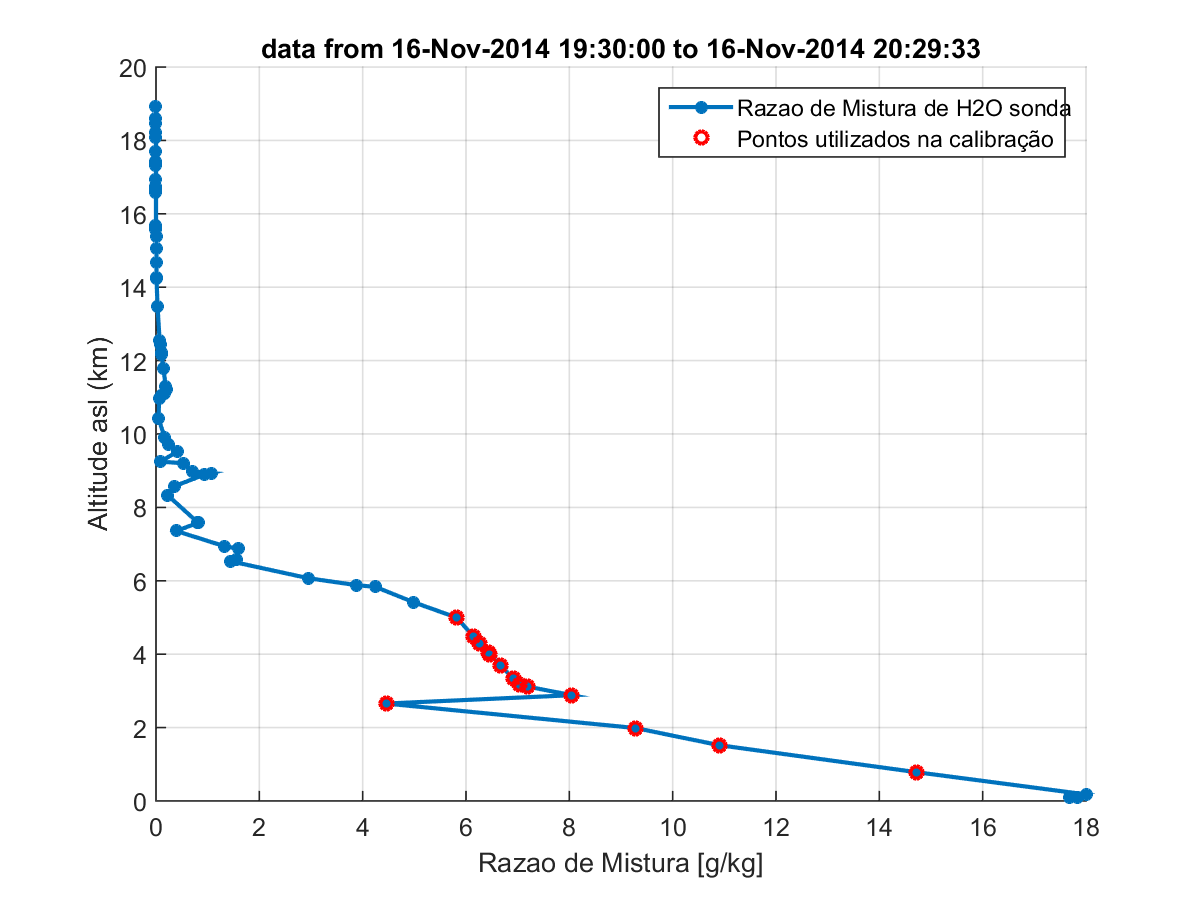 data from 16-Nov-2014 19:30:00 to 16-Nov-2014 20:29:33
Razao de Mistura de H2O sonda
Pontos utilizados na calibração
20
18
16
14
12
10
8
6
4
2
0
Altitude asl (km)
0 2 4 6 8 10 12 14 16 18
Razao de Mistura [g/kg]